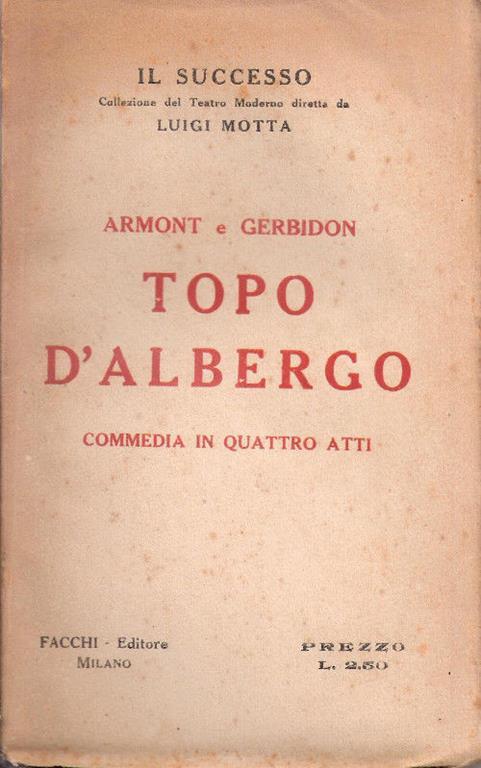 IL SUCCESSO
Collezione del Teatro Moderno diretta da
LUIGI MOTTA
ARMONT e GERBIDON
TOPO
D'ALBERGO
COMMEDIA IN QUATTRO ATTI
FACCHI - Editore
MILANO
PREZZO
L. 2.50